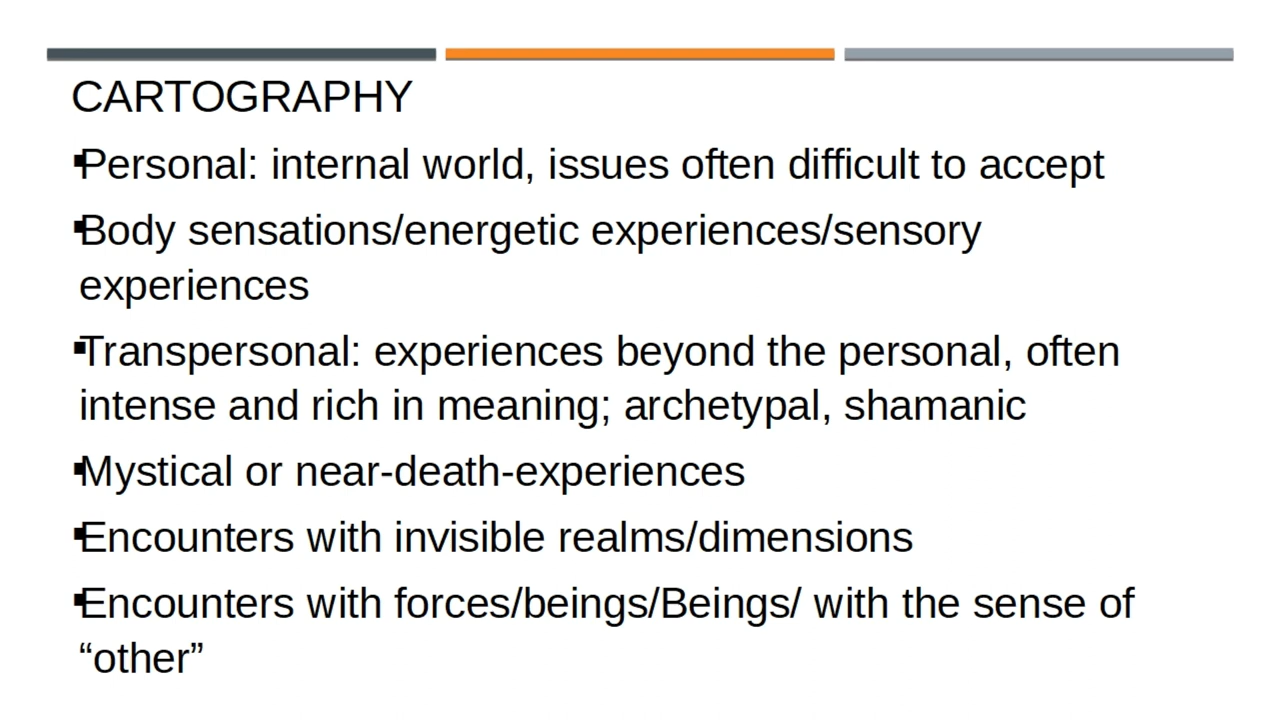 CARTOGRAPHY
▪Personal: internal world, issues often difficult to accept
▪Body sensations/energetic experiences/sensory
experiences
▪Transpersonal: experiences beyond the personal, often
intense and rich in meaning; archetypal, shamanic
▪Mystical or near-death-experiences
▪Encounters with invisible realms/dimensions
▪Encounters with forces/beings/Beings/ with the sense of
“other”